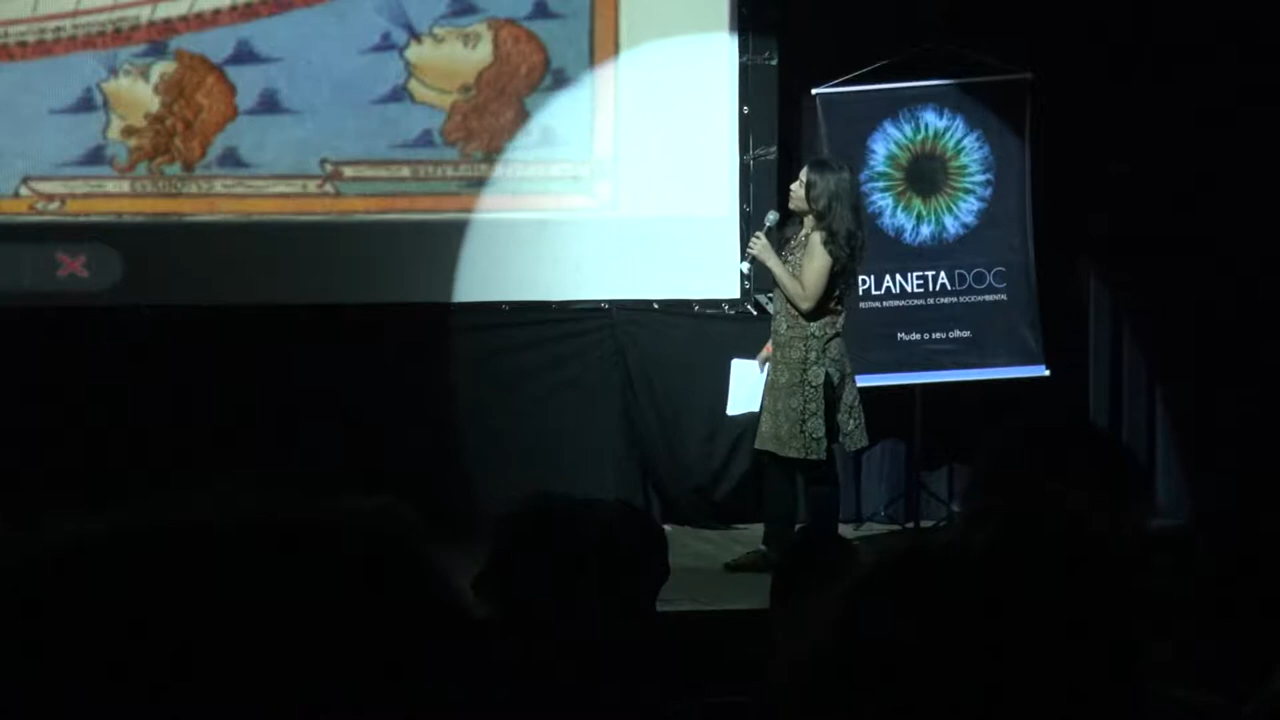 PLANETA.DOC
FESTIVAL INTERNACIONAL DE CINEMA SOCIOAMBIENTAL
Mude o seu olhar.